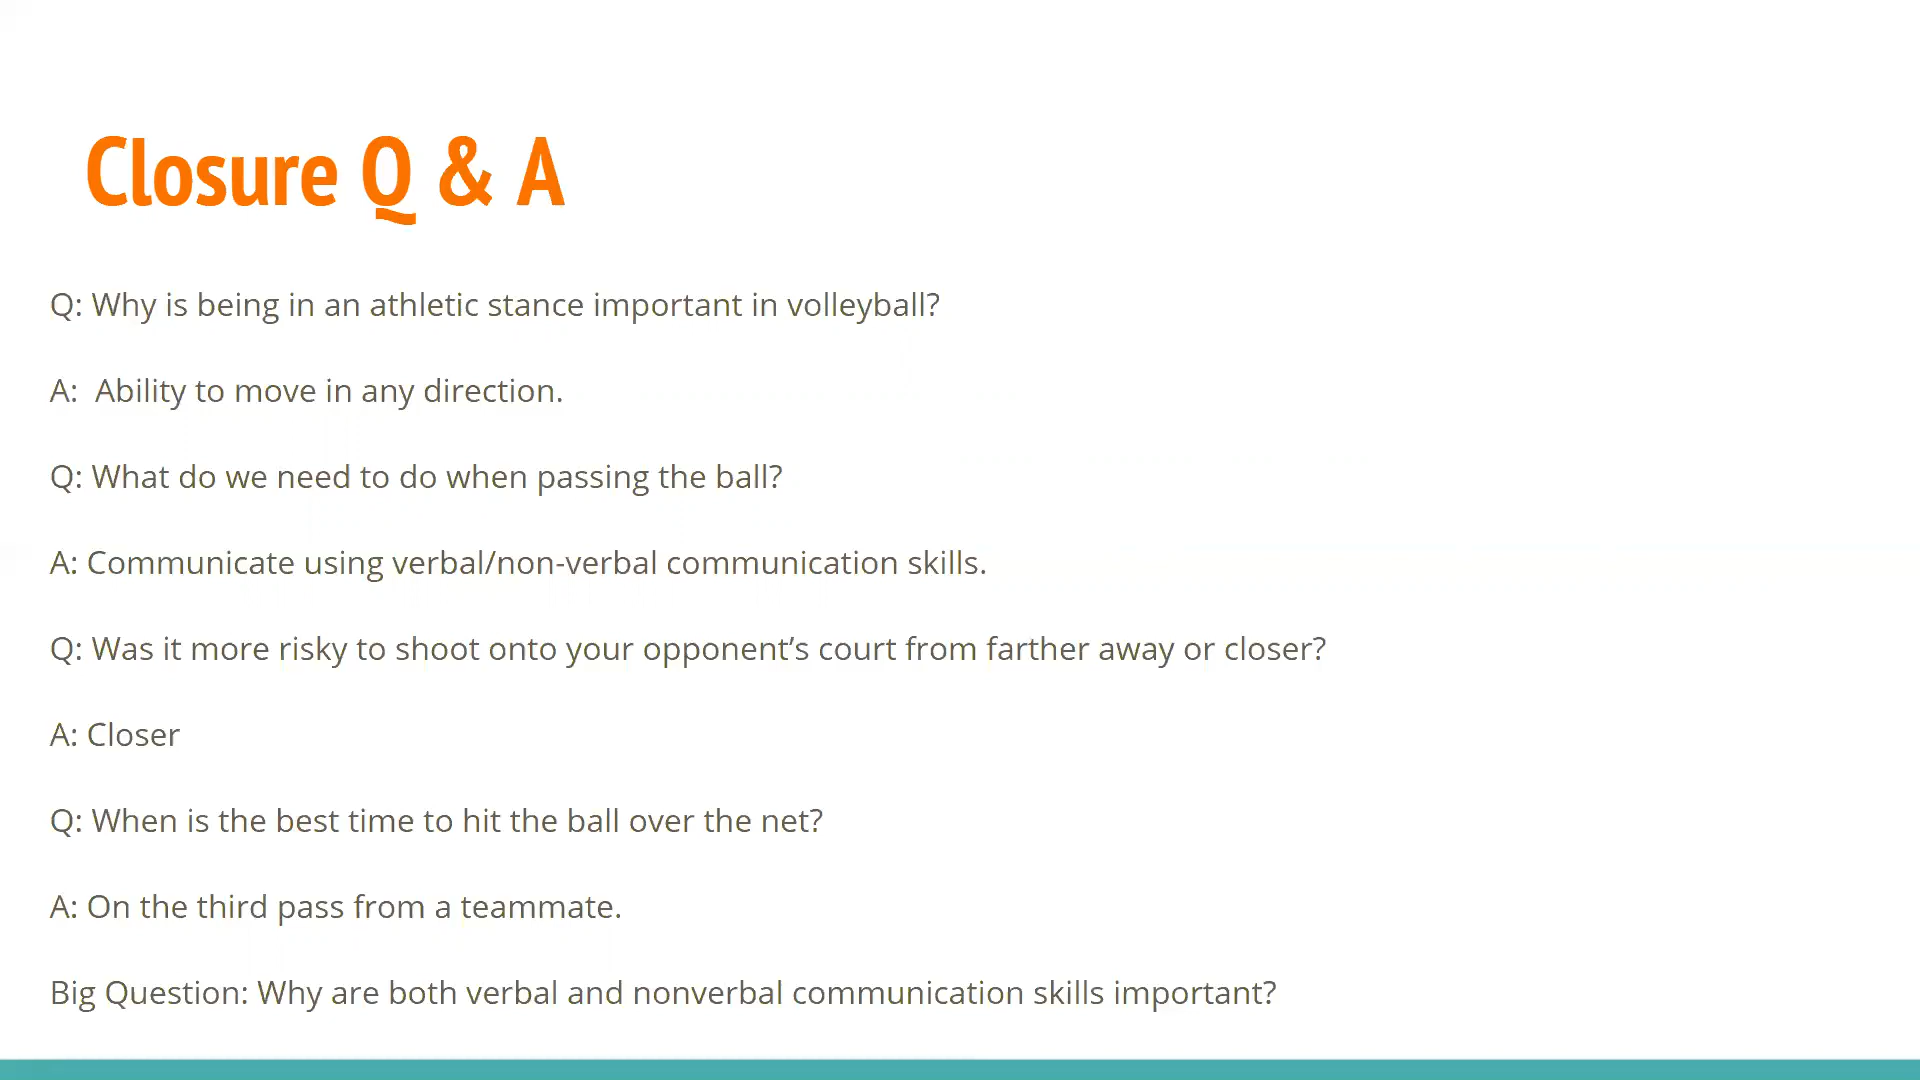 Closure Q & A
Q: Why is being in an athletic stance important in volleyball?
A:  Ability to move in any direction.
Q: What do we need to do when passing the ball?
A: Communicate using verbal/non-verbal communication skills.
Q: Was it more risky to shoot onto your opponent’s court from farther away or closer?
A: Closer
Q: When is the best time to hit the ball over the net?
A: On the third pass from a teammate.
Big Question: Why are both verbal and nonverbal communication skills important?